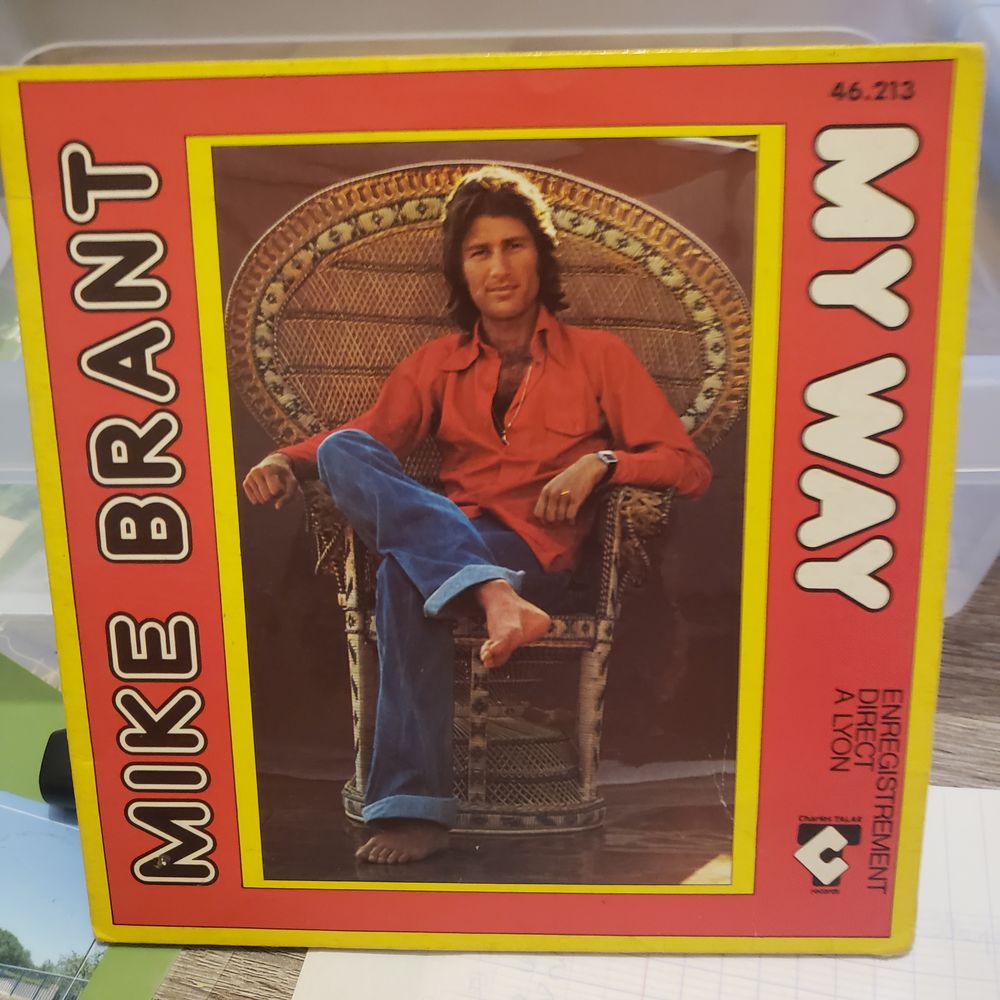 46.213
MIKE BRANT
MY WAY
ENREGISTREMENT
DIRECT
A LYON
Charles TALAR
records